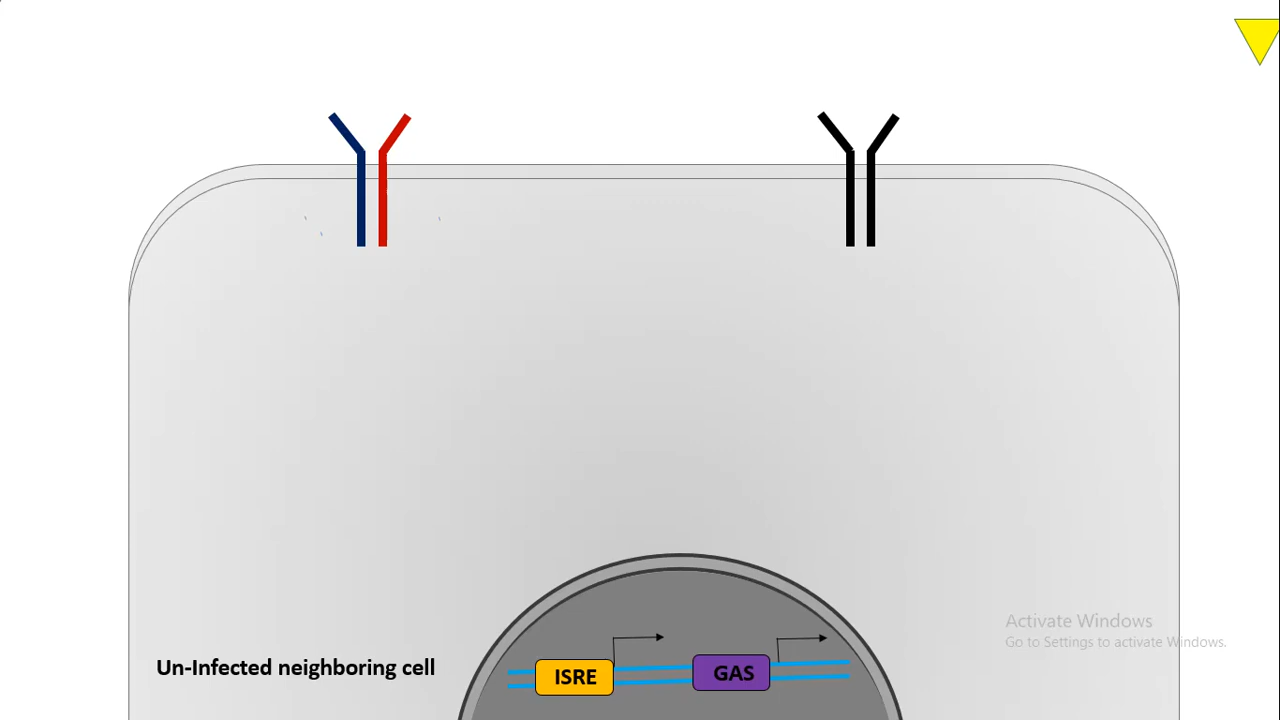 Activate Windows
Go to Settings to activate Windows.
Un-Infected neighboring cell
ISRE
GAS